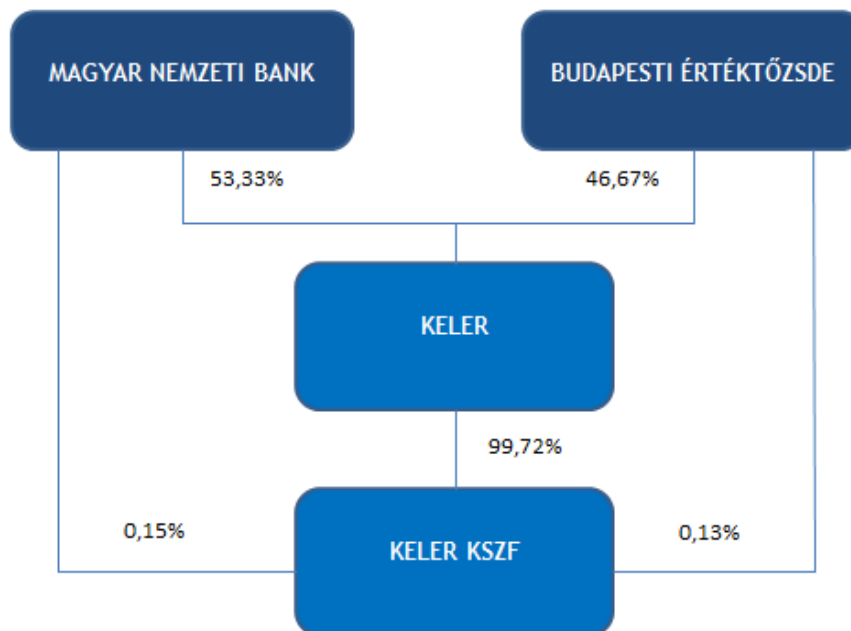 MAGYAR NEMZETI BANK
BUDAPESTI ÉRTÉKTŐZSDE
53,33%
46,67%
KELER
99,72%
0,15%
KELER KSZF
0,13%